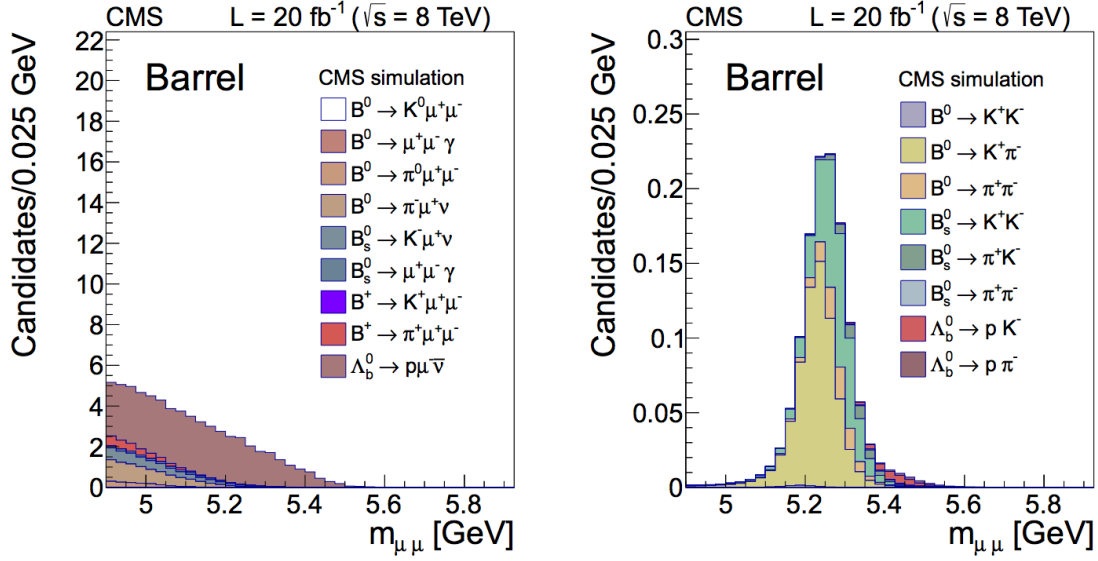 CMS L = 20 fb⁻¹ (√s = 8 TeV)
Candidates/0.025 GeV
22
20
18
16
14
12
10
8
6
4
2
0
Barrel
CMS simulation
B⁰ → K⁰μ⁺μ⁻
B⁰ → μ⁺μ⁻γ
B⁰ → π⁰μ⁺μ⁻
B⁰ → π⁻μ⁺ν
B⁰ₛ → K⁻μ⁺ν
B⁰ₛ → μ⁺μ⁻γ
B⁺ → K⁺μ⁺μ⁻
B⁺ → π⁺μ⁺μ⁻
Λ⁰_b → pμ⁻ν̄
5 5.2 5.4 5.6 5.8
m_μμ [GeV]
CMS L = 20 fb⁻¹ (√s = 8 TeV)
Candidates/0.025 GeV
0.3
0.25
0.2
0.15
0.1
0.05
0
Barrel
CMS simulation
B⁰ → K⁺K⁻
B⁰ → K⁺π⁻
B⁰ → π⁺π⁻
B⁰ₛ → K⁺K⁻
B⁰ₛ → π⁺K⁻
B⁰ₛ → π⁺π⁻
Λ⁰_b → p K⁻
Λ⁰_b → p π⁻
5 5.2 5.4 5.6 5.8
m_μμ [GeV]